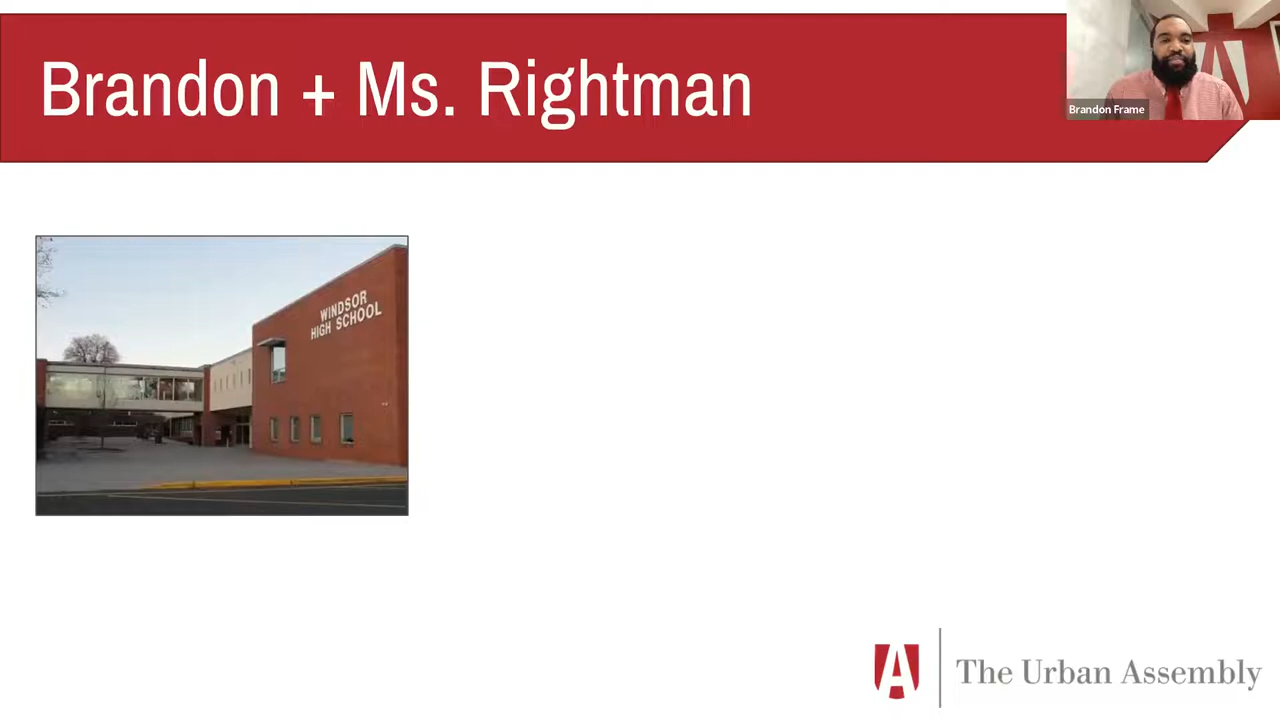 Brandon + Ms. Rightman
Brandon Frame
WINDSOR
HIGH SCHOOL
The Urban Assembly